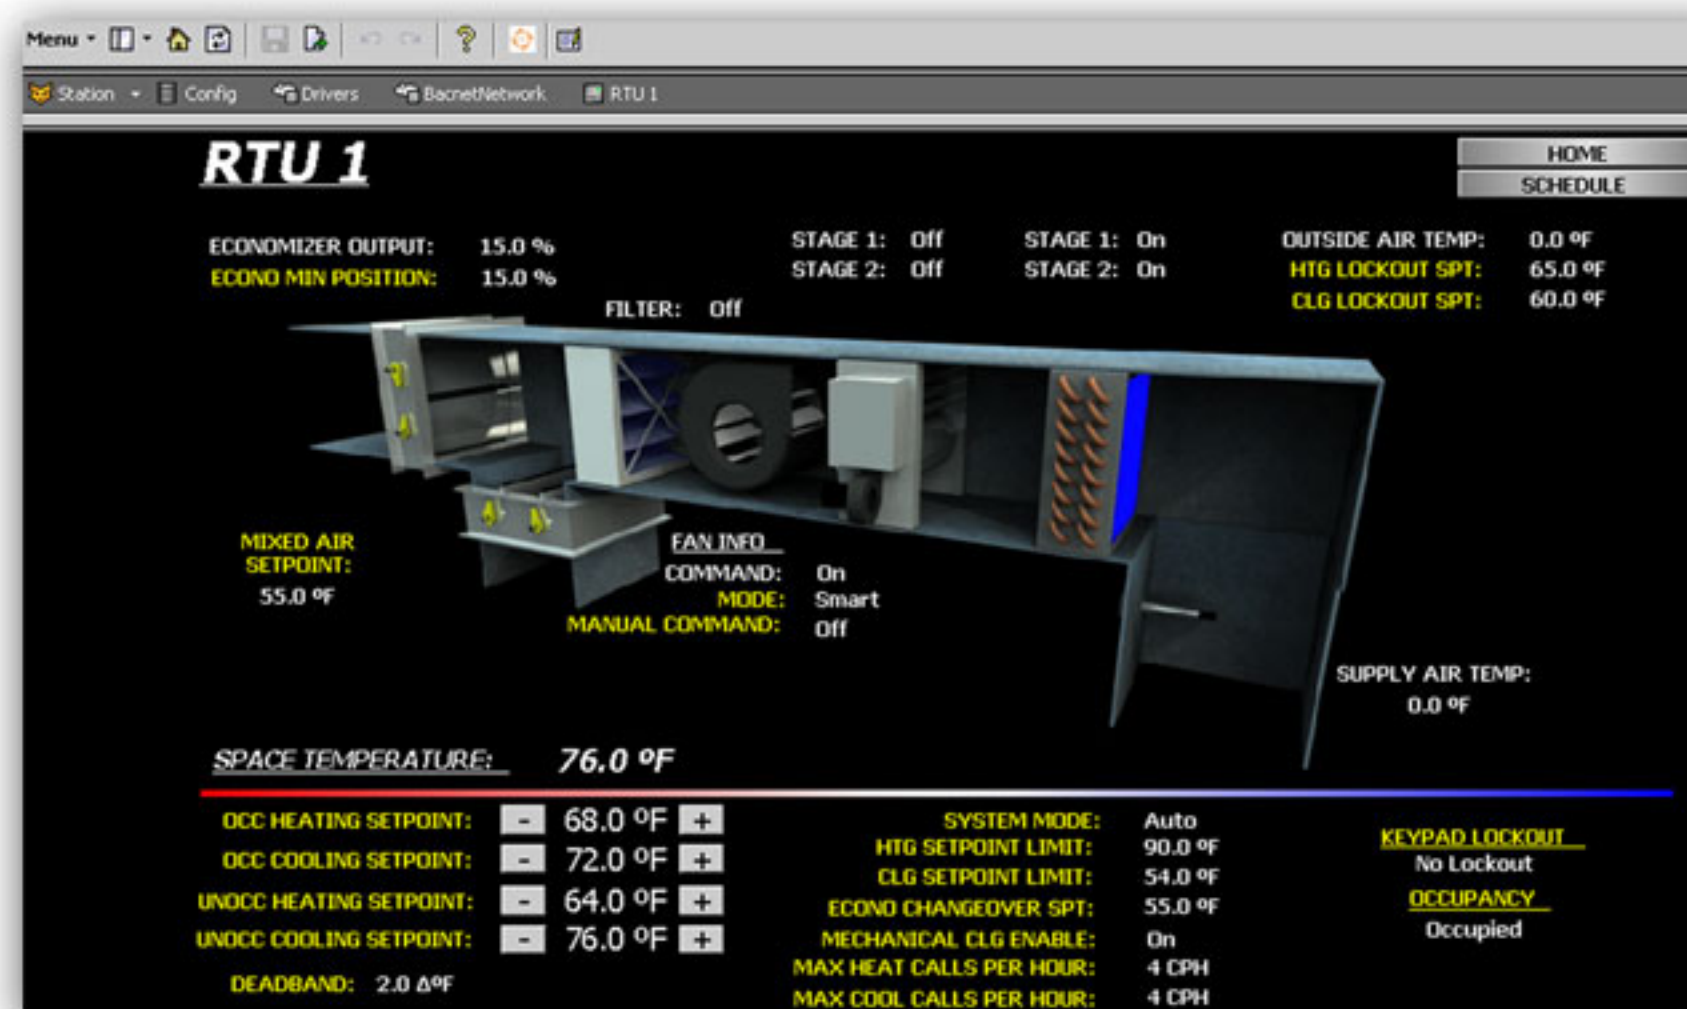 Menu
Station Config Drivers BacnetNetwork RTU 1
RTU 1
HOME
SCHEDULE
ECONOMIZER OUTPUT: 15.0 %
ECONO MIN POSITION: 15.0 %
FILTER: Off
STAGE 1: Off
STAGE 2: Off
STAGE 1: On
STAGE 2: On
OUTSIDE AIR TEMP: 0.0 ºF
HTG LOCKOUT SPT: 65.0 ºF
CLG LOCKOUT SPT: 60.0 ºF
MIXED AIR
SETPOINT:
55.0 ºF
FAN INFO
COMMAND: On
MODE: Smart
MANUAL COMMAND: Off
SUPPLY AIR TEMP:
0.0 ºF
SPACE TEMPERATURE: 76.0 ºF
OCC HEATING SETPOINT: - 68.0 ºF +
OCC COOLING SETPOINT: - 72.0 ºF +
UNOCC HEATING SETPOINT: - 64.0 ºF +
UNOCC COOLING SETPOINT: - 76.0 ºF +
DEADBAND: 2.0 ΔºF
SYSTEM MODE: Auto
HTG SETPOINT LIMIT: 90.0 ºF
CLG SETPOINT LIMIT: 54.0 ºF
ECONO CHANGEOVER SPT: 55.0 ºF
MECHANICAL CLG ENABLE: On
MAX HEAT CALLS PER HOUR: 4 CPH
MAX COOL CALLS PER HOUR: 4 CPH
KEYPAD LOCKOUT
No Lockout
OCCUPANCY
Occupied